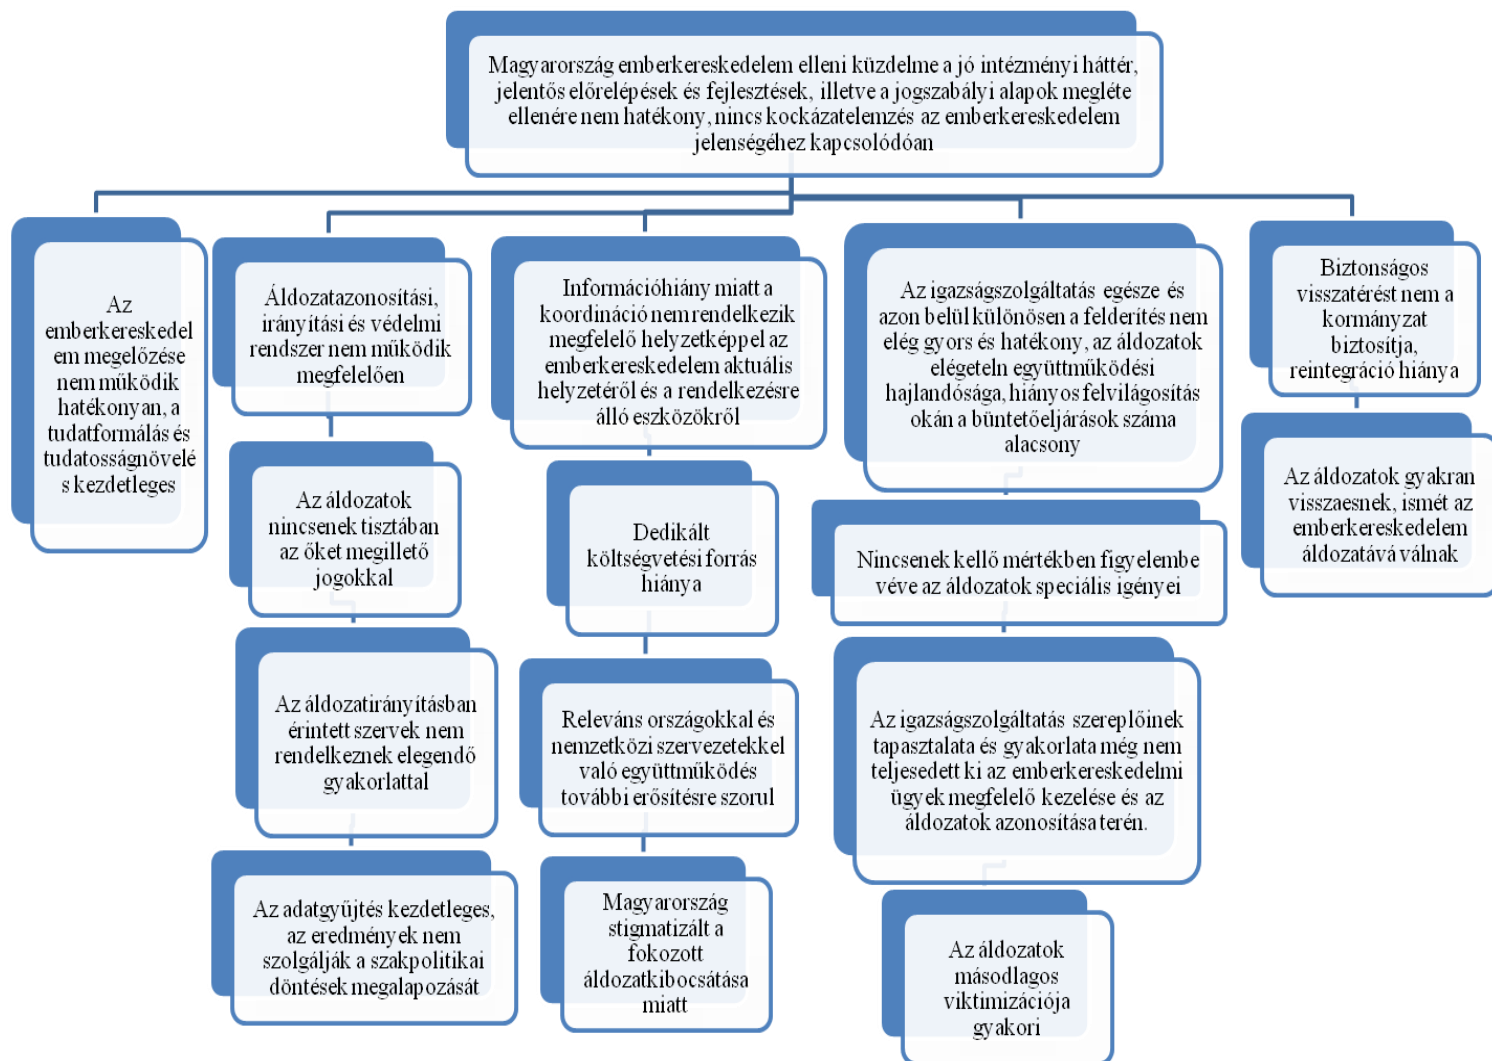 Magyarország emberkereskedelem elleni küzdelme a jó intézményi háttér,
jelentős előrelépések és fejlesztések, illetve a jogszabályi alapok megléte
ellenére nem hatékony, nincs kockázatelemzés az emberkereskedelem
jelenségéhez kapcsolódóan
Az
emberkereskedel
em megelőzése
nem működik
hatékonyan, a
tudatformálás és
tudatosságnövelé
s kezdetleges
Áldozatazonosítási,
irányítási és védelmi
rendszer nem működik
megfelelően
Az áldozatok
nincsenek tisztában
az őket megillető
jogokkal
Az áldozatirányításban
érintett szervek nem
rendelkeznek elegendő
gyakorlattal
Az adatgyűjtés kezdetleges,
az eredmények nem
szolgálják a szakpolitikai
döntések megalapozását
Információhiány miatt a
koordináció nem rendelkezik
megfelelő helyzetképpel az
emberkereskedelem aktuális
helyzetéről és a rendelkezésre
álló eszközökről
Dedikált
költségvetési forrás
hiánya
Releváns országokkal és
nemzetközi szervezetekkel
való együttműködés
további erősítésre szorul
Magyarország
stigmatizált a
fokozott
áldozatkibocsátása
miatt
Az igazságszolgáltatás egésze és
azon belül különösen a felderítés nem
elég gyors és hatékony, az áldozatok
elégeteln együttműködési
hajlandósága, hiányos felvilágosítás
okán a büntetőeljárások száma
alacsony
Nincsenek kellő mértékben figyelembe
véve az áldozatok speciális igényei
Az igazságszolgáltatás szereplőinek
tapasztalata és gyakorlata még nem
teljesedett ki az emberkereskedelmi
ügyek megfelelő kezelése és az
áldozatok azonosítása terén.
Az áldozatok
másodlagos
viktimizációja
gyakori
Biztonságos
visszatérést nem a
kormányzat
biztosítja,
reintegráció hiánya
Az áldozatok gyakran
visszaesnek, ismét az
emberkereskedelem
áldozatává válnak